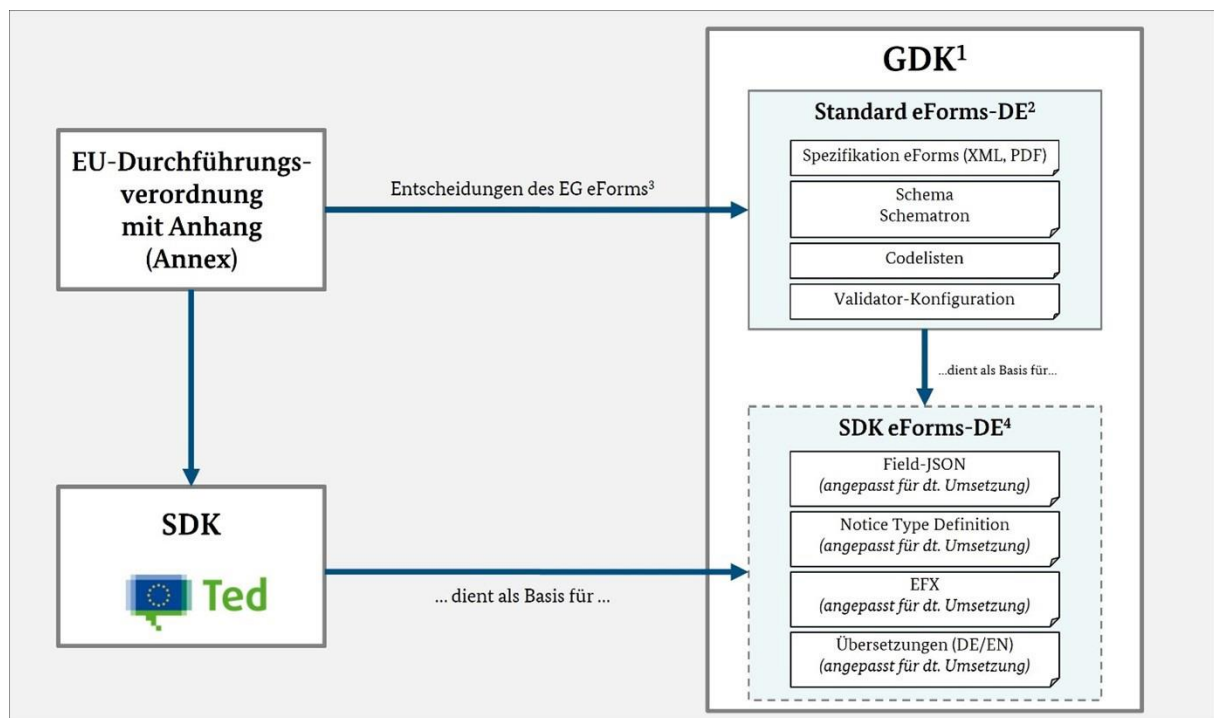 EU-Durchführungs-
verordnung
mit Anhang
(Annex)
Entscheidungen des EG eForms³
GDK¹
Standard eForms-DE²
Spezifikation eForms (XML, PDF)
Schema
Schematron
Codelisten
Validator-Konfiguration
...dient als Basis für...
SDK
Ted
... dient als Basis für ...
SDK eForms-DE⁴
Field-JSON
(angepasst für dt. Umsetzung)
Notice Type Definition
(angepasst für dt. Umsetzung)
EFX
(angepasst für dt. Umsetzung)
Übersetzungen (DE/EN)
(angepasst für dt. Umsetzung)